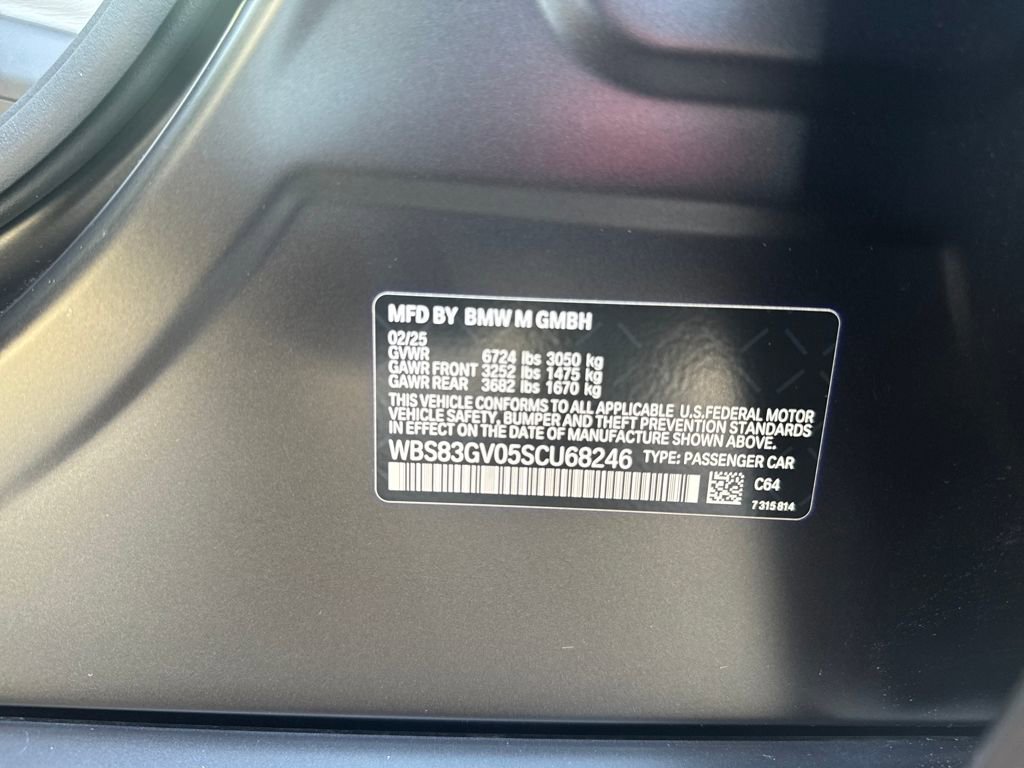 MFD BY BMW M GMBH
02/25
GVWR 6724 lbs 3050 kg
GAWR FRONT 3252 lbs 1475 kg
GAWR REAR 3682 lbs 1670 kg
THIS VEHICLE CONFORMS TO ALL APPLICABLE U.S.FEDERAL MOTOR
VEHICLE SAFETY, BUMPER AND THEFT PREVENTION STANDARDS
IN EFFECT ON THE DATE OF MANUFACTURE SHOWN ABOVE.
WBS83GV05SCU68246 TYPE: PASSENGER CAR
C64
7 315 814